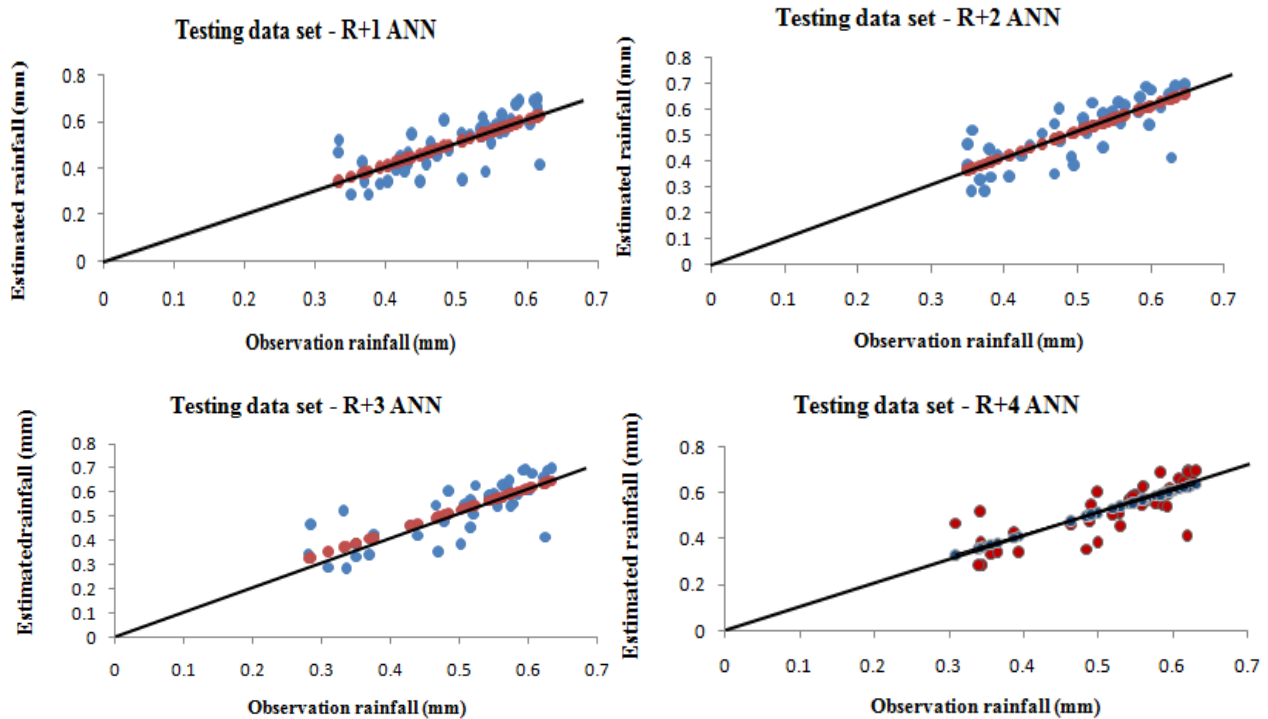 Testing data set - R+1 ANN
Estimated rainfall (mm)
0.8
0.6
0.4
0.2
0
0 0.1 0.2 0.3 0.4 0.5 0.6 0.7
Observation rainfall (mm)
Testing data set - R+2 ANN
Estimated rainfall (mm)
0.8
0.7
0.6
0.5
0.4
0.3
0.2
0.1
0
0 0.1 0.2 0.3 0.4 0.5 0.6 0.7
Observation rainfall (mm)
Testing data set - R+3 ANN
Estimatedrainfall (mm)
0.8
0.7
0.6
0.5
0.4
0.3
0.2
0.1
0
0 0.1 0.2 0.3 0.4 0.5 0.6 0.7
Observation rainfall (mm)
Testing data set - R+4 ANN
Estimated rainfall (mm)
0.8
0.6
0.4
0.2
0
0 0.1 0.2 0.3 0.4 0.5 0.6 0.7
Observation rainfall (mm)